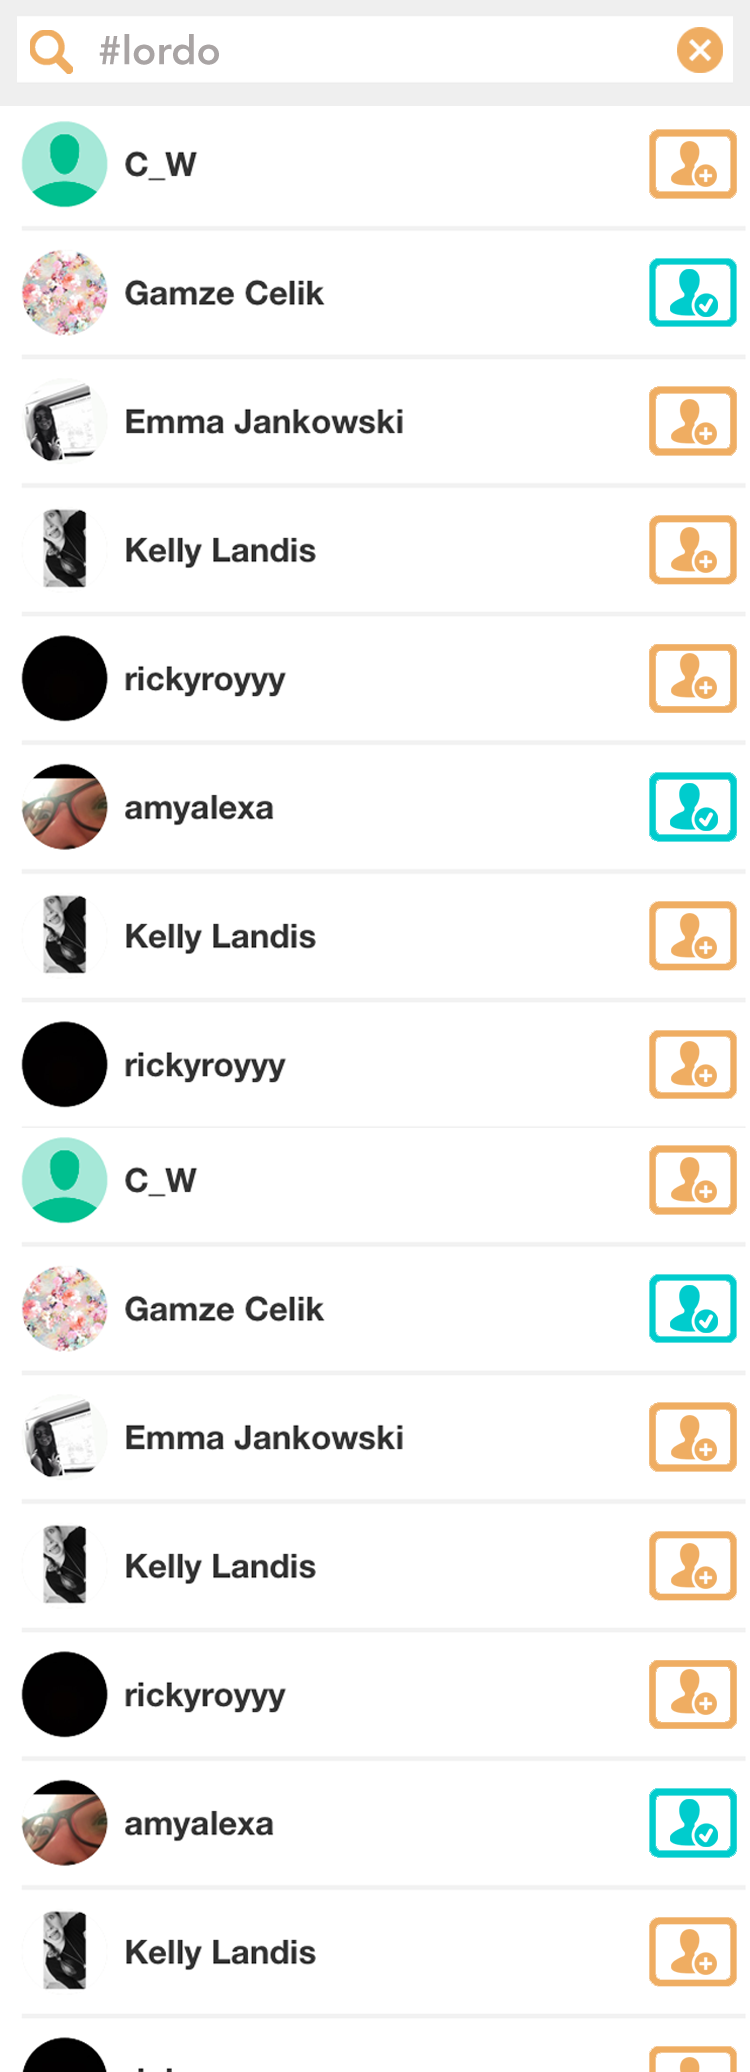 #lordo
C_W
Gamze Celik
Emma Jankowski
Kelly Landis
rickyroyyy
amyalexa
Kelly Landis
rickyroyyy
C_W
Gamze Celik
Emma Jankowski
Kelly Landis
rickyroyyy
amyalexa
Kelly Landis